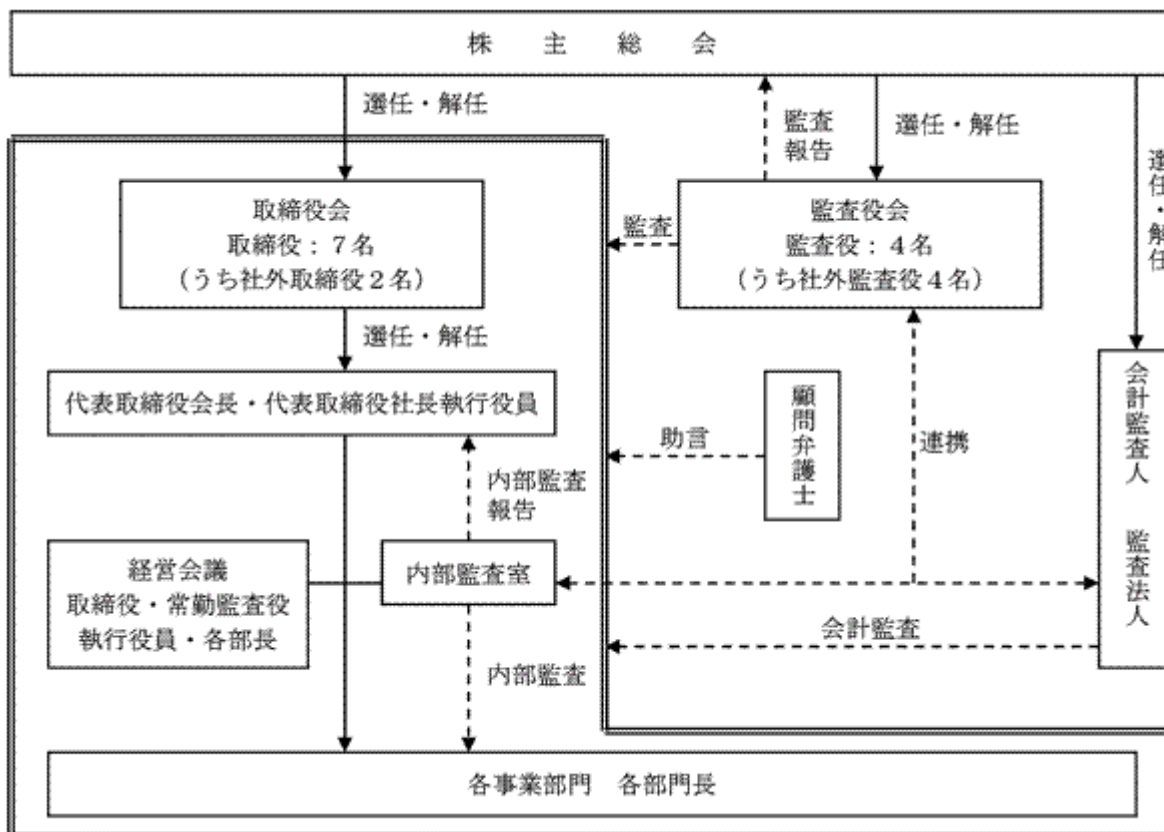 株主総会
選任・解任
監査
報告
選任・解任
選任・解任
取締役会
取締役：７名
（うち社外取締役２名）
監査
監査役会
監査役：４名
（うち社外監査役４名）
選任・解任
代表取締役会長・代表取締役社長執行役員
顧問弁護士
助言
連携
会計監査人　監査法人
内部監査
報告
経営会議
取締役・常勤監査役
執行役員・各部長
内部監査室
会計監査
内部監査
各事業部門　各部門長